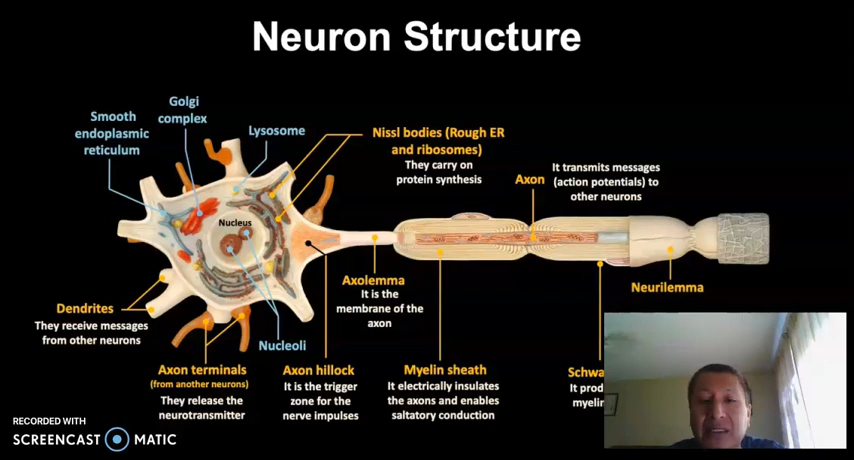 Neuron Structure
Golgi
complex
Smooth
endoplasmic
reticulum
Lysosome
Nissl bodies (Rough ER
and ribosomes)
They carry on
protein synthesis
Axon
It transmits messages
(action potentials) to
other neurons
Nucleus
Axolemma
It is the
membrane of the
axon
Neurilemma
Dendrites
They receive messages
from other neurons
Nucleoli
Axon terminals
(from another neurons)
They release the
neurotransmitter
Axon hillock
It is the trigger
zone for the
nerve impulses
Myelin sheath
It electrically insulates
the axons and enables
saltatory conduction
Schwa
It prod
myelin
RECORDED WITH
SCREENCAST MATIC